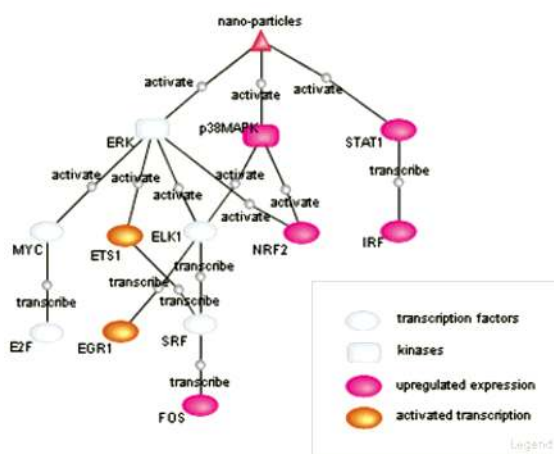 nano-particles
activate
activate
activate
ERK
p38MAPK
STAT1
activate
activate
activate
activate
activate
activate
transcribe
MYC
ETS1
ELK1
NRF2
IRF
transcribe
transcribe
transcribe
transcribe
E2F
EGR1
SRF
transcribe
FOS
transcription factors
kinases
upregulated expression
activated transcription
Legend